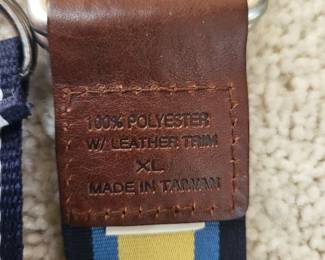 100% POLYESTER
W/ LEATHER TRIM
XL
MADE IN TAIWAN